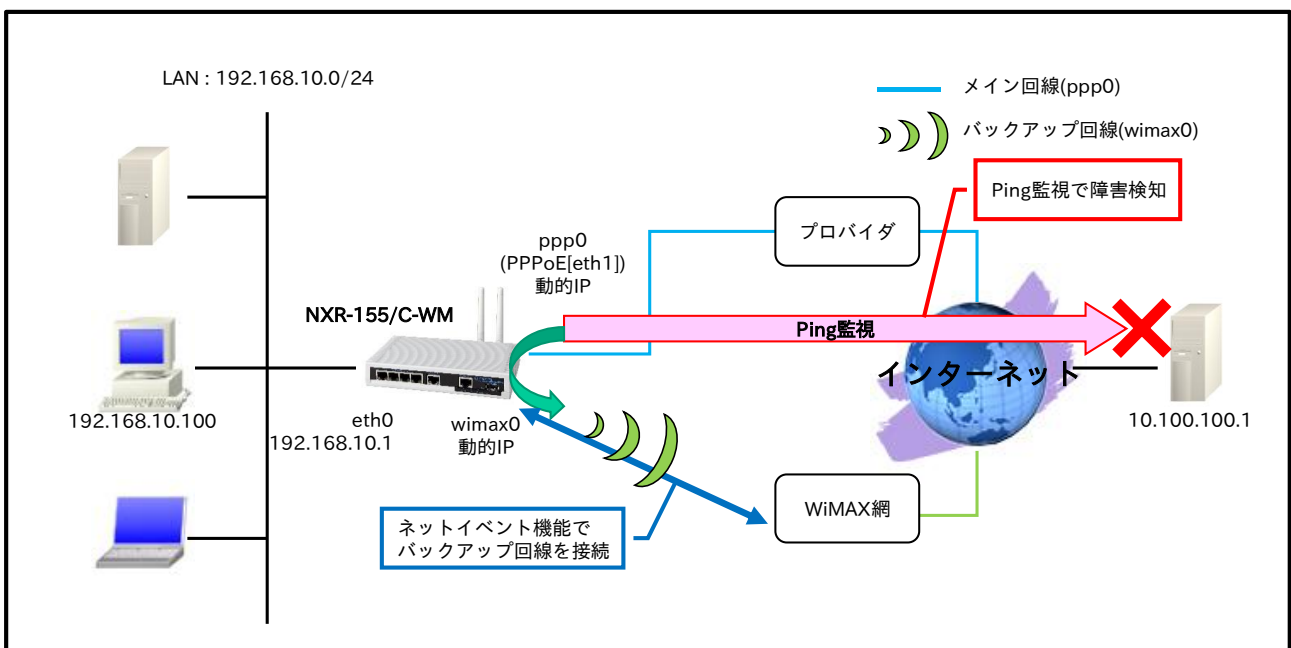 LAN : 192.168.10.0/24
メイン回線(ppp0)
バックアップ回線(wimax0)
Ping監視で障害検知
プロバイダ
ppp0
(PPPoE[eth1])
動的IP
NXR-155/C-WM
Ping監視
インターネット
192.168.10.100
eth0
192.168.10.1
wimax0
動的IP
10.100.100.1
ネットイベント機能で
バックアップ回線を接続
WiMAX網